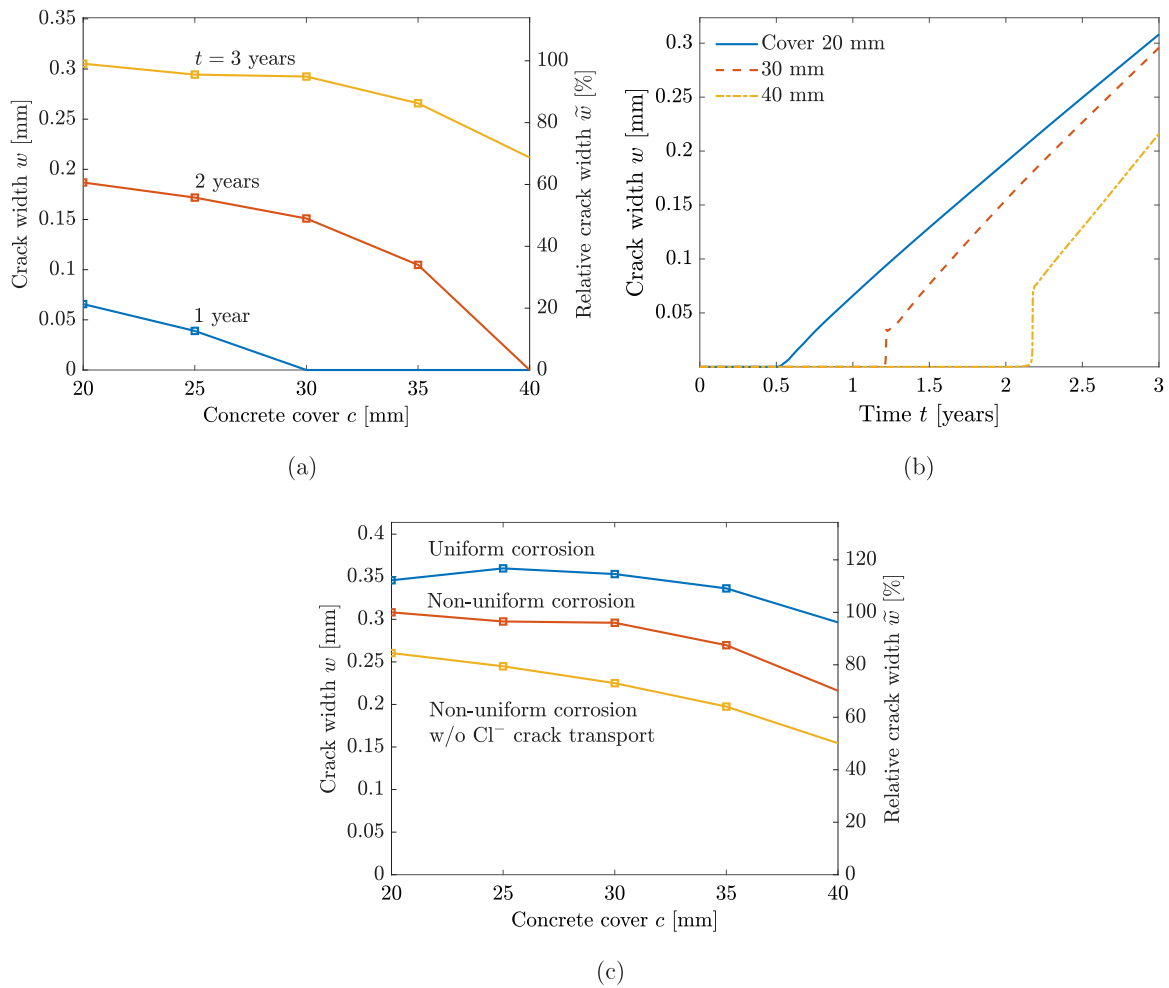 0.35
0.3
0.25
0.2
0.15
0.1
0.05
0
Crack width w [mm]
t = 3 years
2 years
1 year
100
80
60
40
20
0
Relative crack width w̃ [%]
20 25 30 35 40
Concrete cover c [mm]
(a)
0.3
0.25
0.2
0.15
0.1
0.05
Crack width w [mm]
Cover 20 mm
30 mm
40 mm
0 0.5 1 1.5 2 2.5 3
Time t [years]
(b)
0.4
0.35
0.3
0.25
0.2
0.15
0.1
0.05
0
Crack width w [mm]
Uniform corrosion
Non-uniform corrosion
Non-uniform corrosion
w/o Cl⁻ crack transport
120
100
80
60
40
20
0
Relative crack width w̃ [%]
20 25 30 35 40
Concrete cover c [mm]
(c)